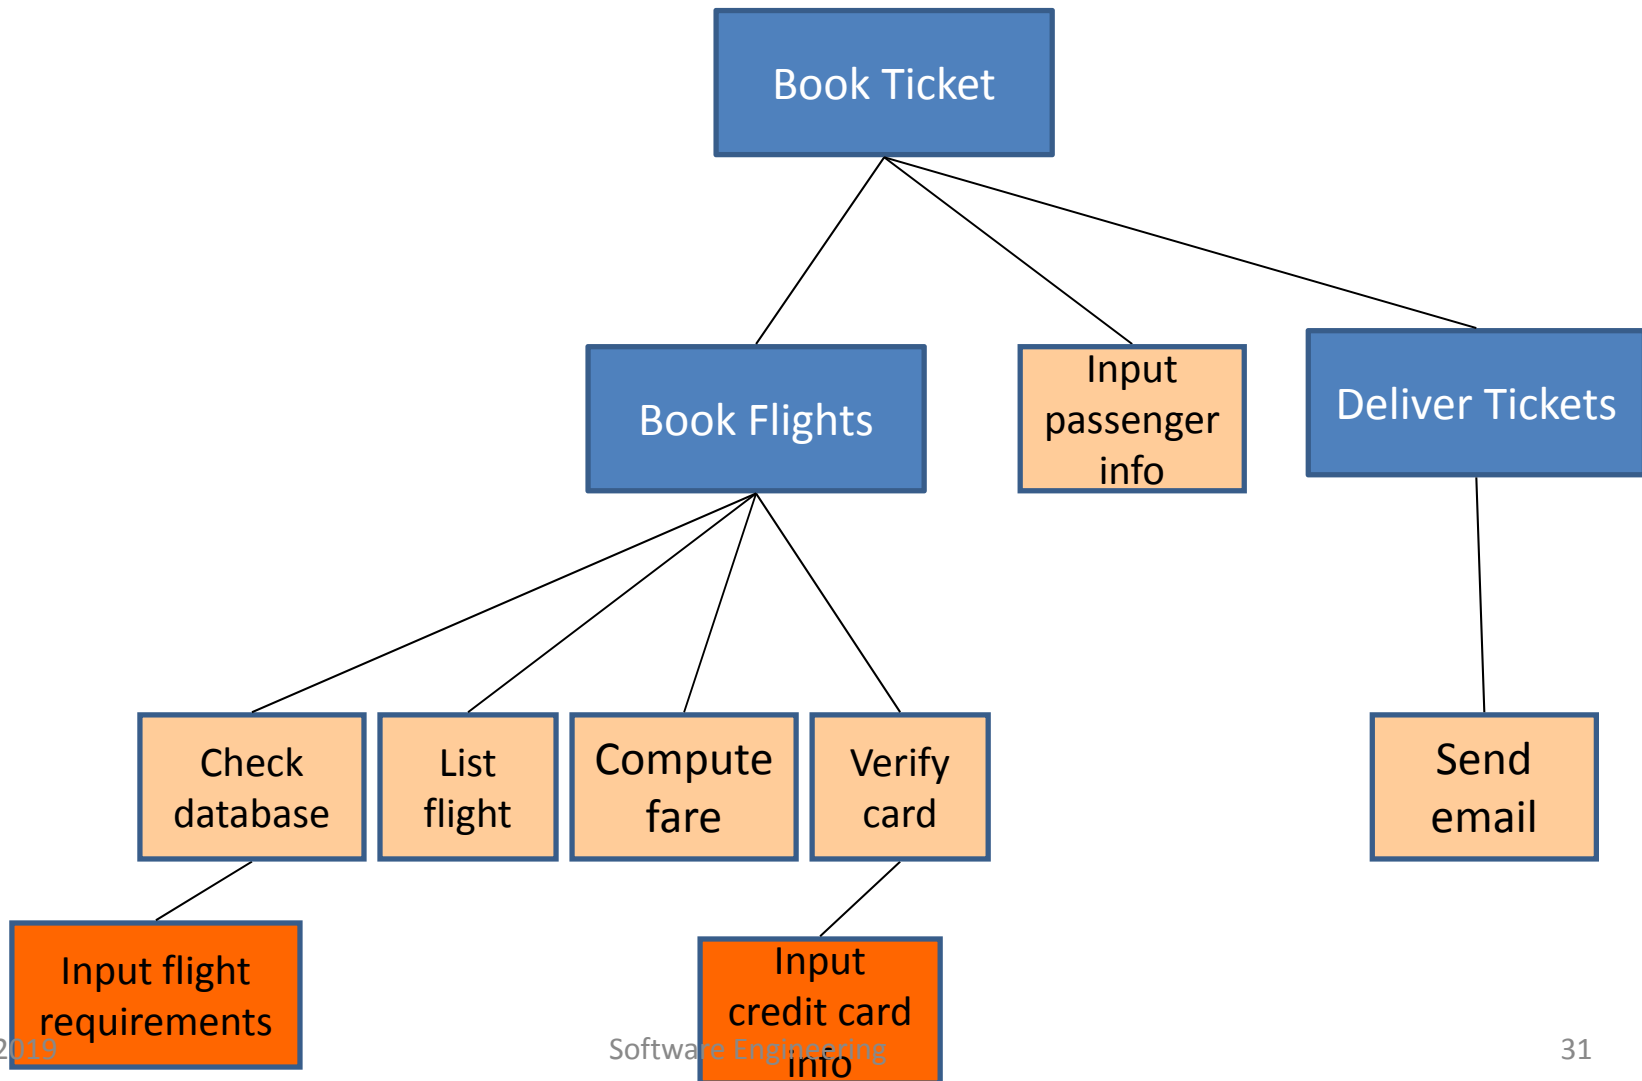 Book Ticket
Book Flights
Input
passenger
info
Deliver Tickets
Check
database
List
flight
Compute
fare
Verify
card
Send
email
Input flight
requirements
Input
credit card
info
2019
Software Engineering
31